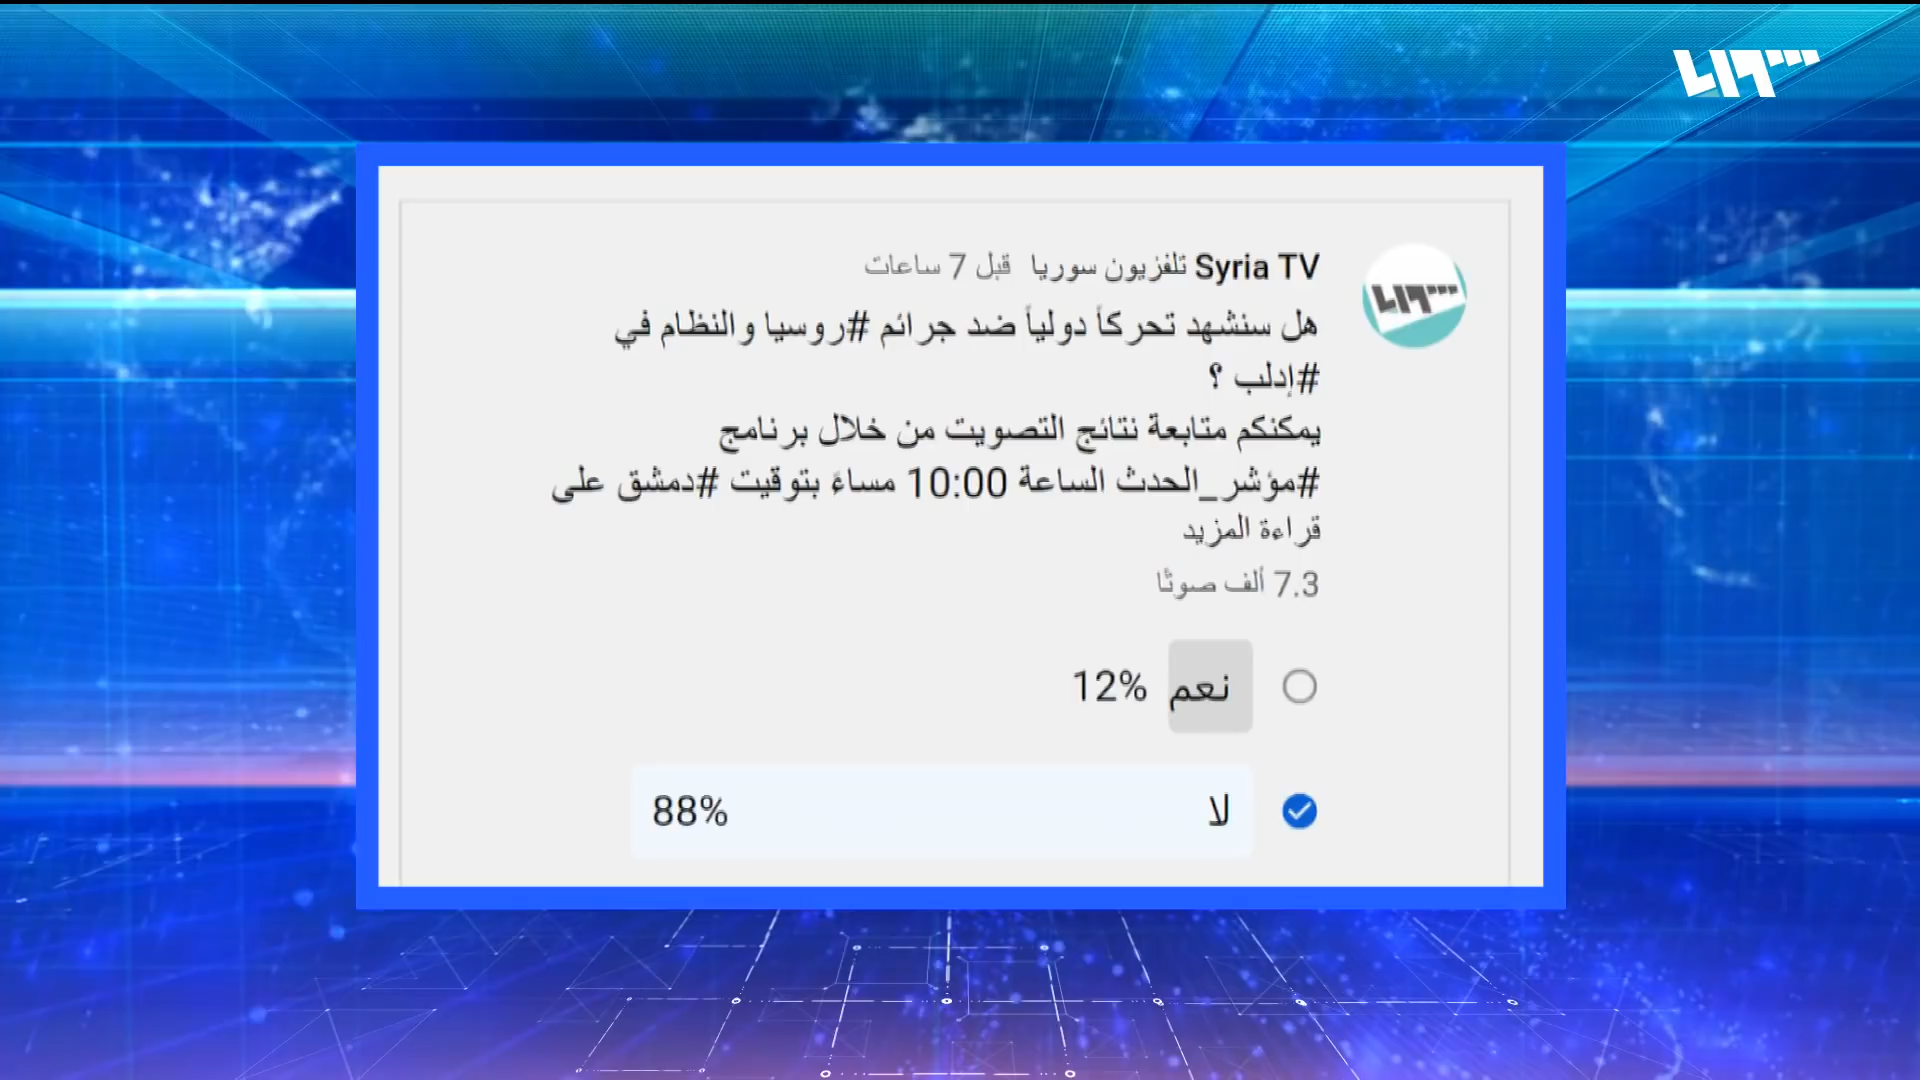 Syria TV تلفزيون سوريا قبل 7 ساعات
هل سنشهد تحركاً دولياً ضد جرائم #روسيا والنظام في
#إدلب ؟
يمكنكم متابعة نتائج التصويت من خلال برنامج
#مؤشر_الحدث الساعة 10:00 مساءً بتوقيت #دمشق على
قراءة المزيد
7.3 ألف صوتًا
نعم 12%
لا 88%